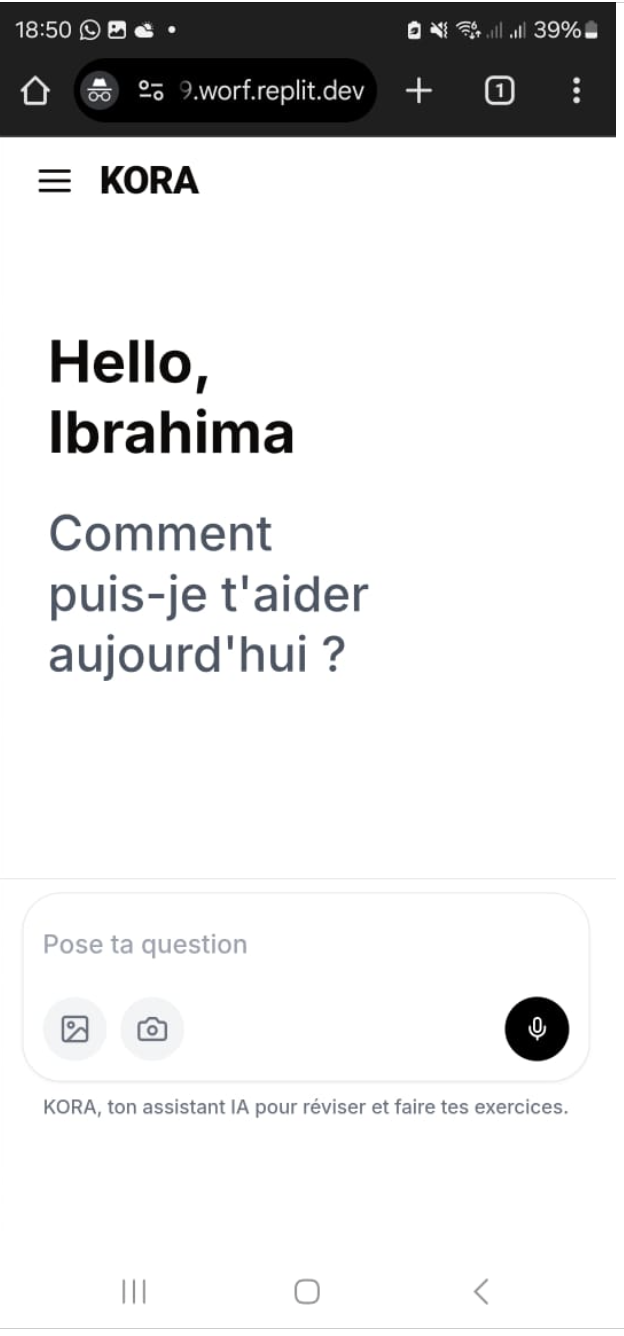 18:50 39%
9.worf.replit.dev 1
KORA
Hello,
Ibrahima
Comment
puis-je t'aider
aujourd'hui ?
Pose ta question
KORA, ton assistant IA pour réviser et faire tes exercices.